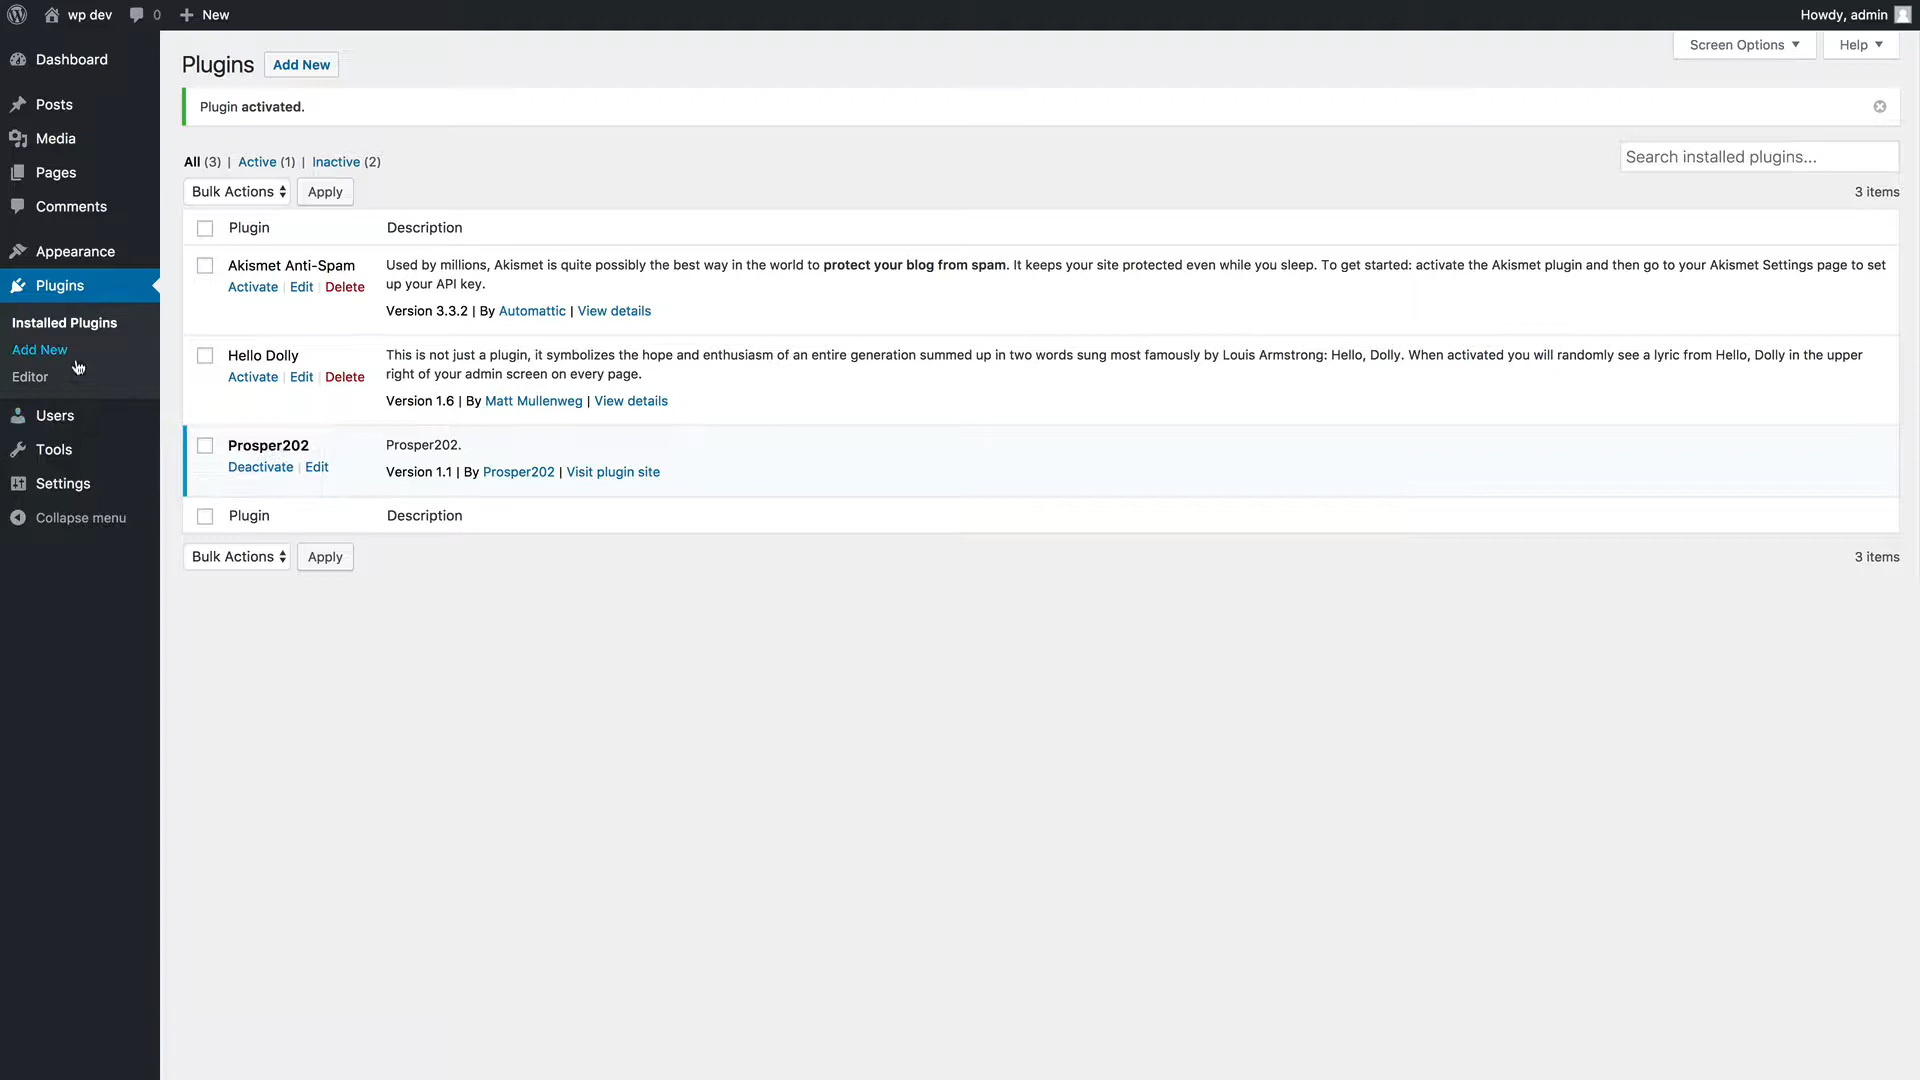 wp dev 0 New Howdy, admin
Dashboard
Posts
Media
Pages
Comments
Appearance
Plugins
Installed Plugins
Add New
Editor
Users
Tools
Settings
Collapse menu
Screen Options Help
Plugins Add New
Plugin activated.
All (3) | Active (1) | Inactive (2)
Search installed plugins...
Bulk Actions Apply
3 items
Plugin Description
Akismet Anti-Spam
Activate | Edit | Delete
Used by millions, Akismet is quite possibly the best way in the world to protect your blog from spam. It keeps your site protected even while you sleep. To get started: activate the Akismet plugin and then go to your Akismet Settings page to set
up your API key.
Version 3.3.2 | By Automattic | View details
Hello Dolly
Activate | Edit | Delete
This is not just a plugin, it symbolizes the hope and enthusiasm of an entire generation summed up in two words sung most famously by Louis Armstrong: Hello, Dolly. When activated you will randomly see a lyric from Hello, Dolly in the upper
right of your admin screen on every page.
Version 1.6 | By Matt Mullenweg | View details
Prosper202
Deactivate | Edit
Prosper202.
Version 1.1 | By Prosper202 | Visit plugin site
Plugin Description
Bulk Actions Apply
3 items